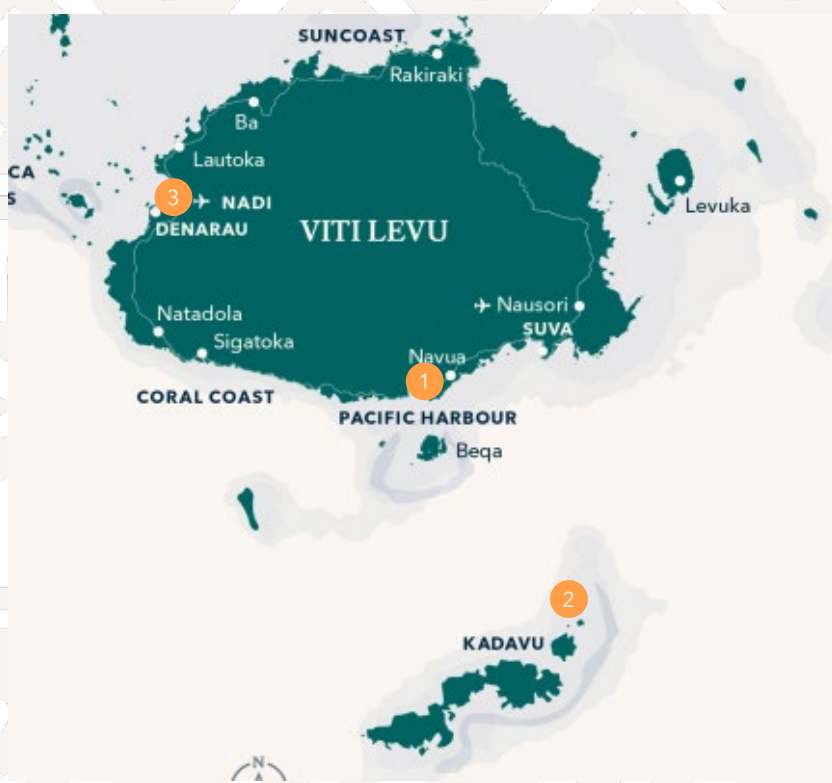 SUNCOAST
Rakiraki
Ba
Lautoka
CA
S
3
NADI
DENARAU
VITI LEVU
Levuka
Nausori
SUVA
Natadola
Sigatoka
Navua
1
CORAL COAST
PACIFIC HARBOUR
Beqa
2
KADAVU
N